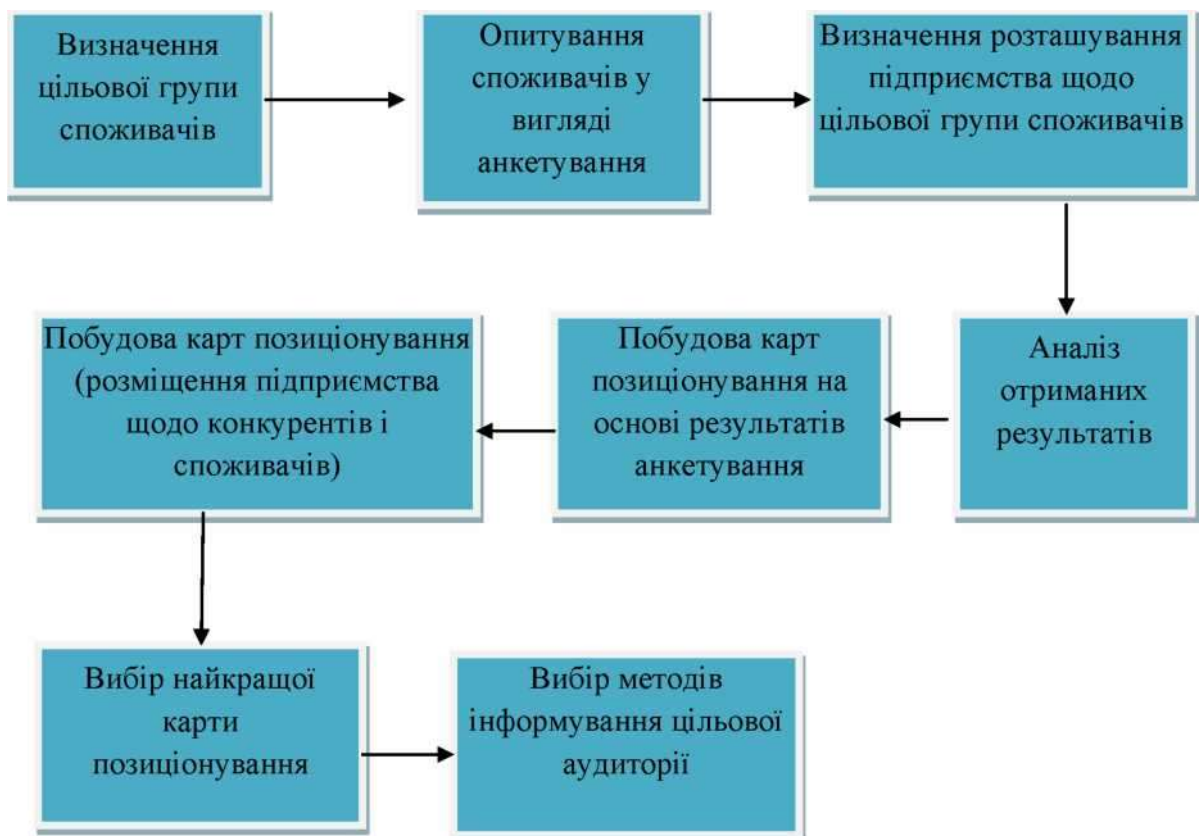 Визначення
цільової групи
споживачів
Опитування
споживачів у
вигляді
анкетування
Визначення розташування
підприємства щодо
цільової групи споживачів
Аналіз
отриманих
результатів
Побудова карт
позиціонування на
основі результатів
анкетування
Побудова карт позиціонування
(розміщення підприємства
щодо конкурентів і
споживачів)
Вибір найкращої
карти
позиціонування
Вибір методів
інформування цільової
аудиторії